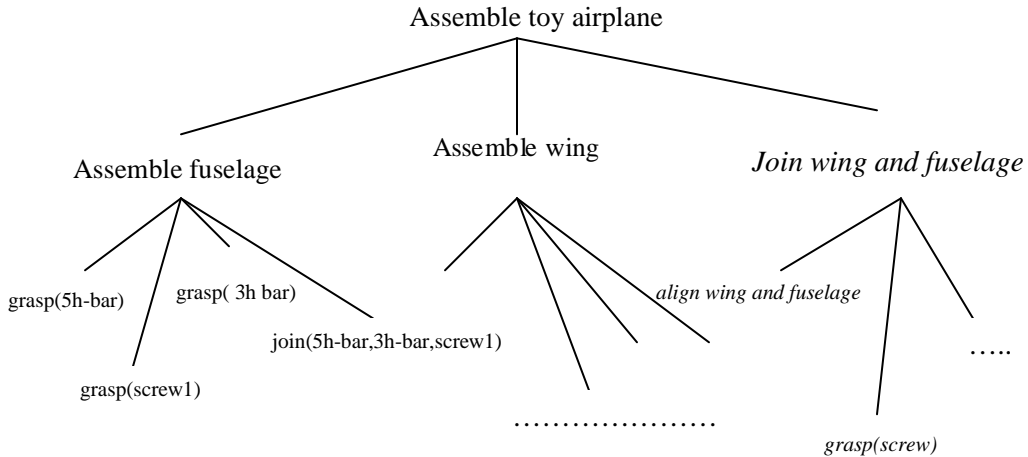 Assemble toy airplane
Assemble fuselage
Assemble wing
Join wing and fuselage
grasp(5h-bar)
grasp( 3h bar)
align wing and fuselage
join(5h-bar,3h-bar,screw1)
grasp(screw1)
…..
…………………
grasp(screw)